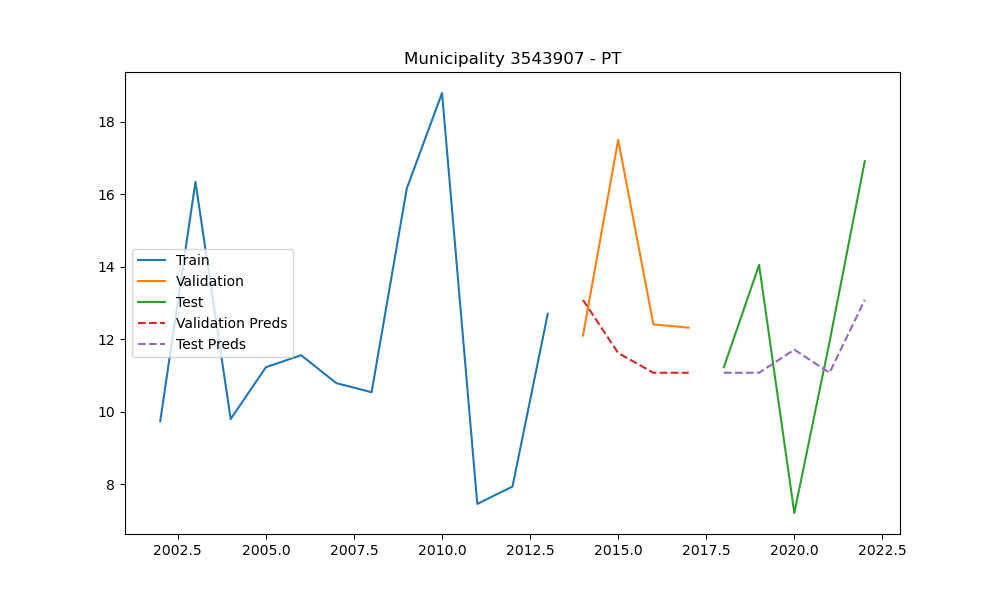 Municipality 3543907 - PT
18
16
14
12
10
8
Train
Validation
Test
Validation Preds
Test Preds
2002.5 2005.0 2007.5 2010.0 2012.5 2015.0 2017.5 2020.0 2022.5